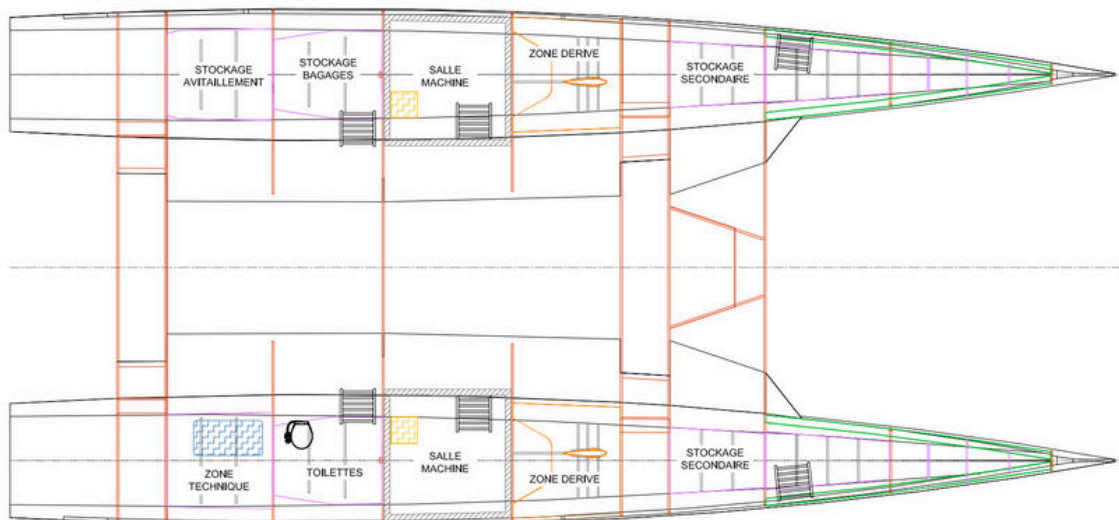 STOCKAGE
AVITAILLEMENT
STOCKAGE
BAGAGES
SALLE
MACHINE
ZONE DERIVE
STOCKAGE
SECONDAIRE
ZONE
TECHNIQUE
TOILETTES
SALLE
MACHINE
ZONE DERIVE
STOCKAGE
SECONDAIRE